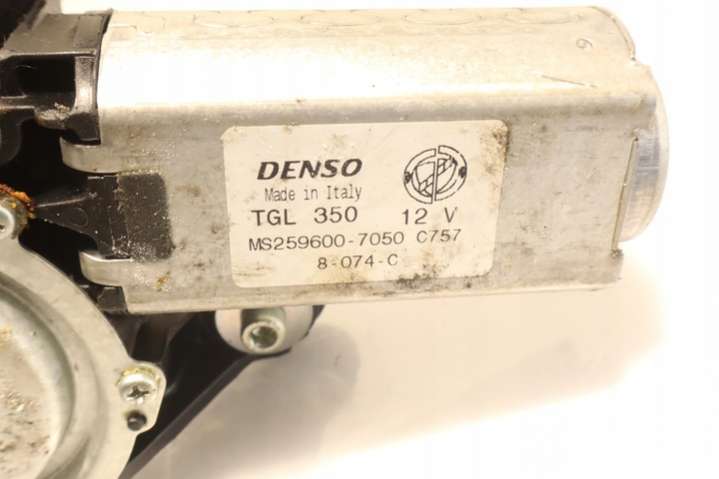 DENSO
Made in Italy
TGL 350 12 V
MS259600-7050 C757
8-074-C